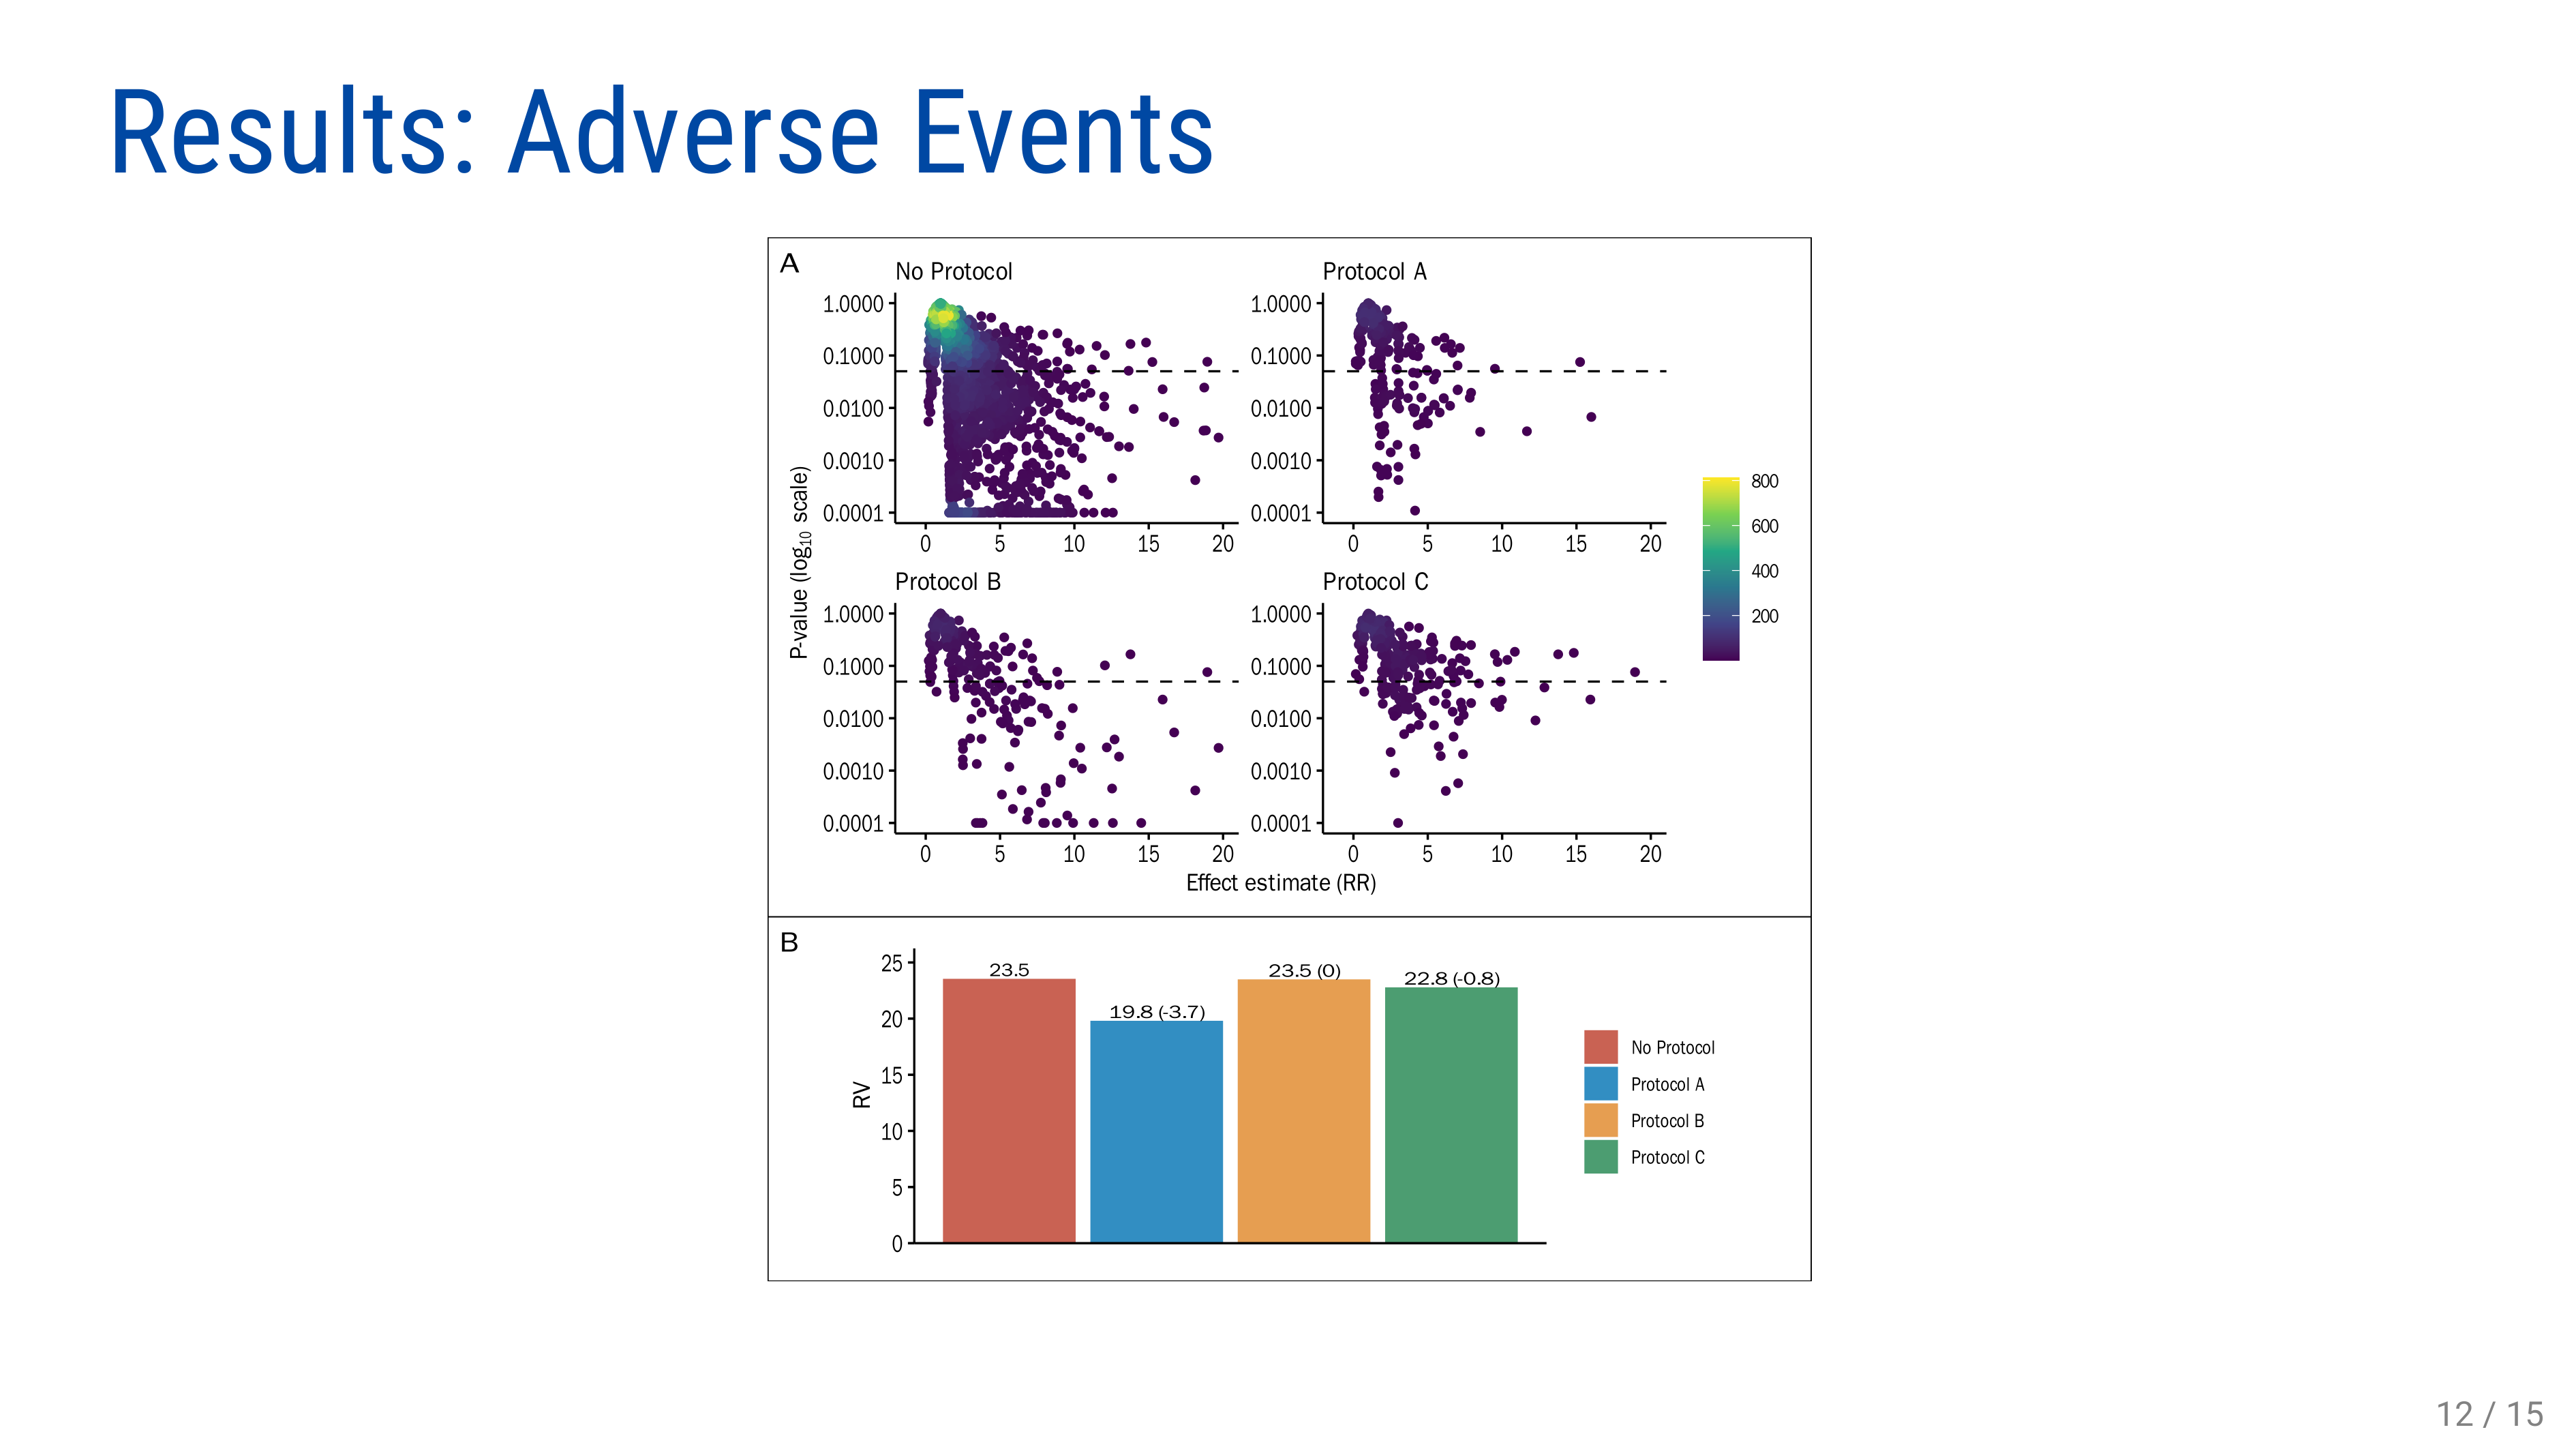 Results: Adverse Events
A
No Protocol
Protocol A
1.0000
0.1000
0.0100
0.0010
0.0001
0 5 10 15 20
1.0000
0.1000
0.0100
0.0010
0.0001
0 5 10 15 20
Protocol B
Protocol C
1.0000
0.1000
0.0100
0.0010
0.0001
0 5 10 15 20
1.0000
0.1000
0.0100
0.0010
0.0001
0 5 10 15 20
P-value (log10 scale)
Effect estimate (RR)
800
600
400
200
B
25
20
15
10
5
0
RV
23.5
19.8 (-3.7)
23.5 (0)
22.8 (-0.8)
No Protocol
Protocol A
Protocol B
Protocol C
12 / 15